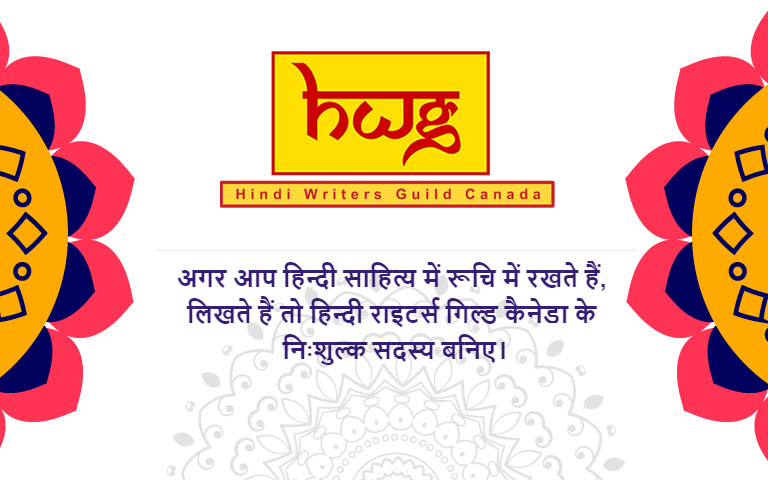 hwg
Hindi Writers Guild Canada
अगर आप हिन्दी साहित्य में रूचि में रखते हैं,
लिखते हैं तो हिन्दी राइटर्स गिल्ड कैनेडा के
निःशुल्क सदस्य बनिए।